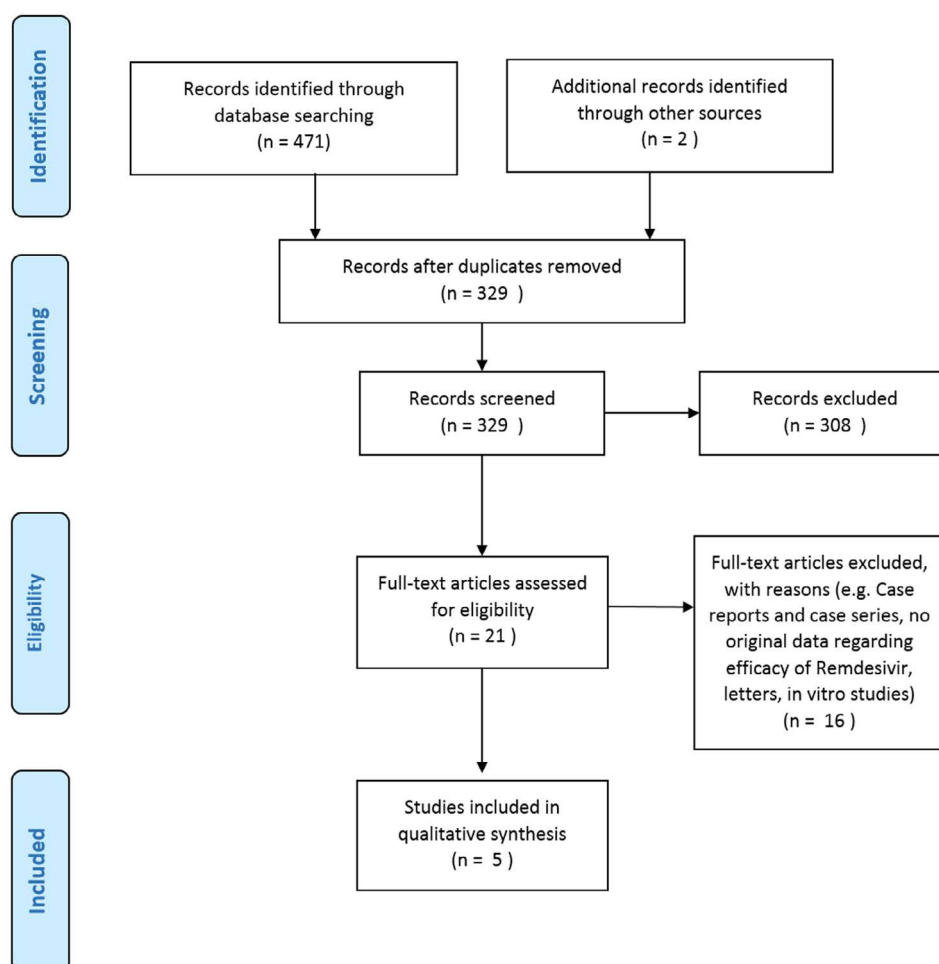 Identification
Records identified through
database searching
(n = 471)
Additional records identified
through other sources
(n = 2 )
Screening
Records after duplicates removed
(n = 329 )
Records screened
(n = 329 )
Records excluded
(n = 308 )
Eligibility
Full-text articles assessed
for eligibility
(n = 21 )
Full-text articles excluded,
with reasons (e.g. Case
reports and case series, no
original data regarding
efficacy of Remdesivir,
letters, in vitro studies)
(n = 16 )
Included
Studies included in
qualitative synthesis
(n = 5 )